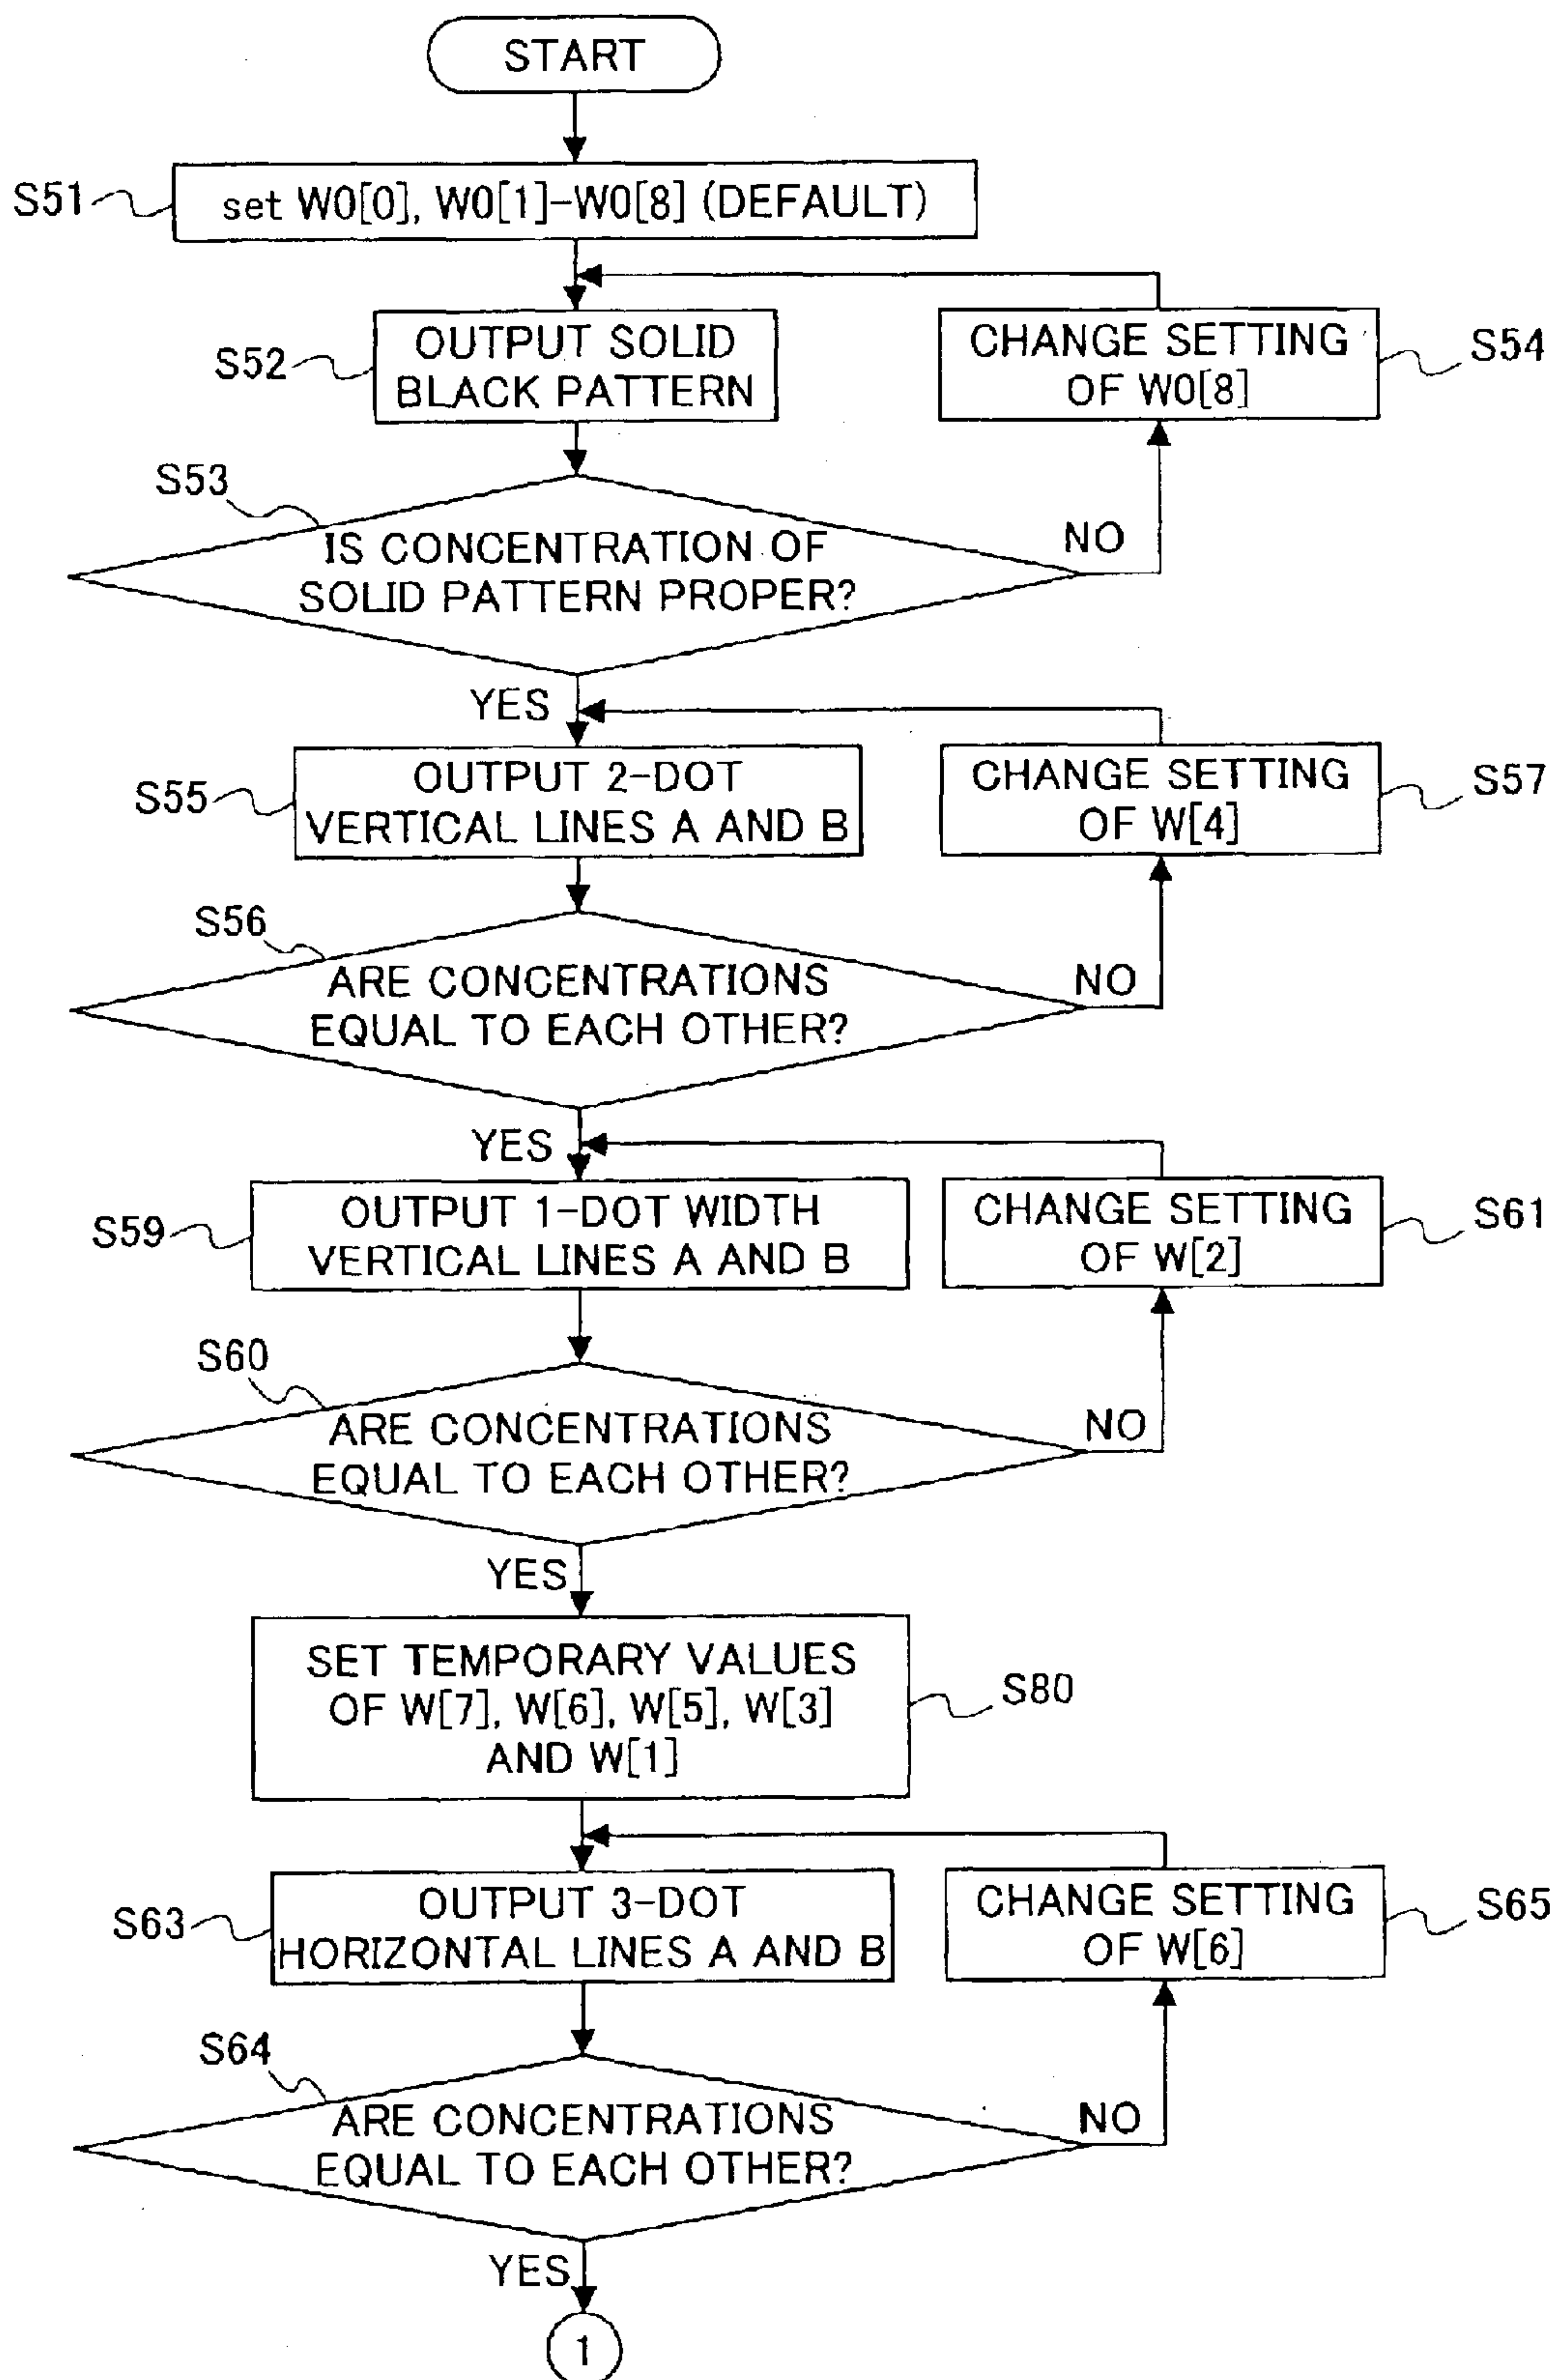 START
S51
set W0[0], W0[1]-W0[8] (DEFAULT)
S52
OUTPUT SOLID
BLACK PATTERN
CHANGE SETTING
OF W0[8]
S54
S53
IS CONCENTRATION OF
SOLID PATTERN PROPER?
NO
YES
S55
OUTPUT 2-DOT
VERTICAL LINES A AND B
CHANGE SETTING
OF W[4]
S57
S56
ARE CONCENTRATIONS
EQUAL TO EACH OTHER?
NO
YES
S59
OUTPUT 1-DOT WIDTH
VERTICAL LINES A AND B
CHANGE SETTING
OF W[2]
S61
S60
ARE CONCENTRATIONS
EQUAL TO EACH OTHER?
NO
YES
SET TEMPORARY VALUES
OF W[7], W[6], W[5], W[3]
AND W[1]
S80
S63
OUTPUT 3-DOT
HORIZONTAL LINES A AND B
CHANGE SETTING
OF W[6]
S65
S64
ARE CONCENTRATIONS
EQUAL TO EACH OTHER?
NO
YES
1